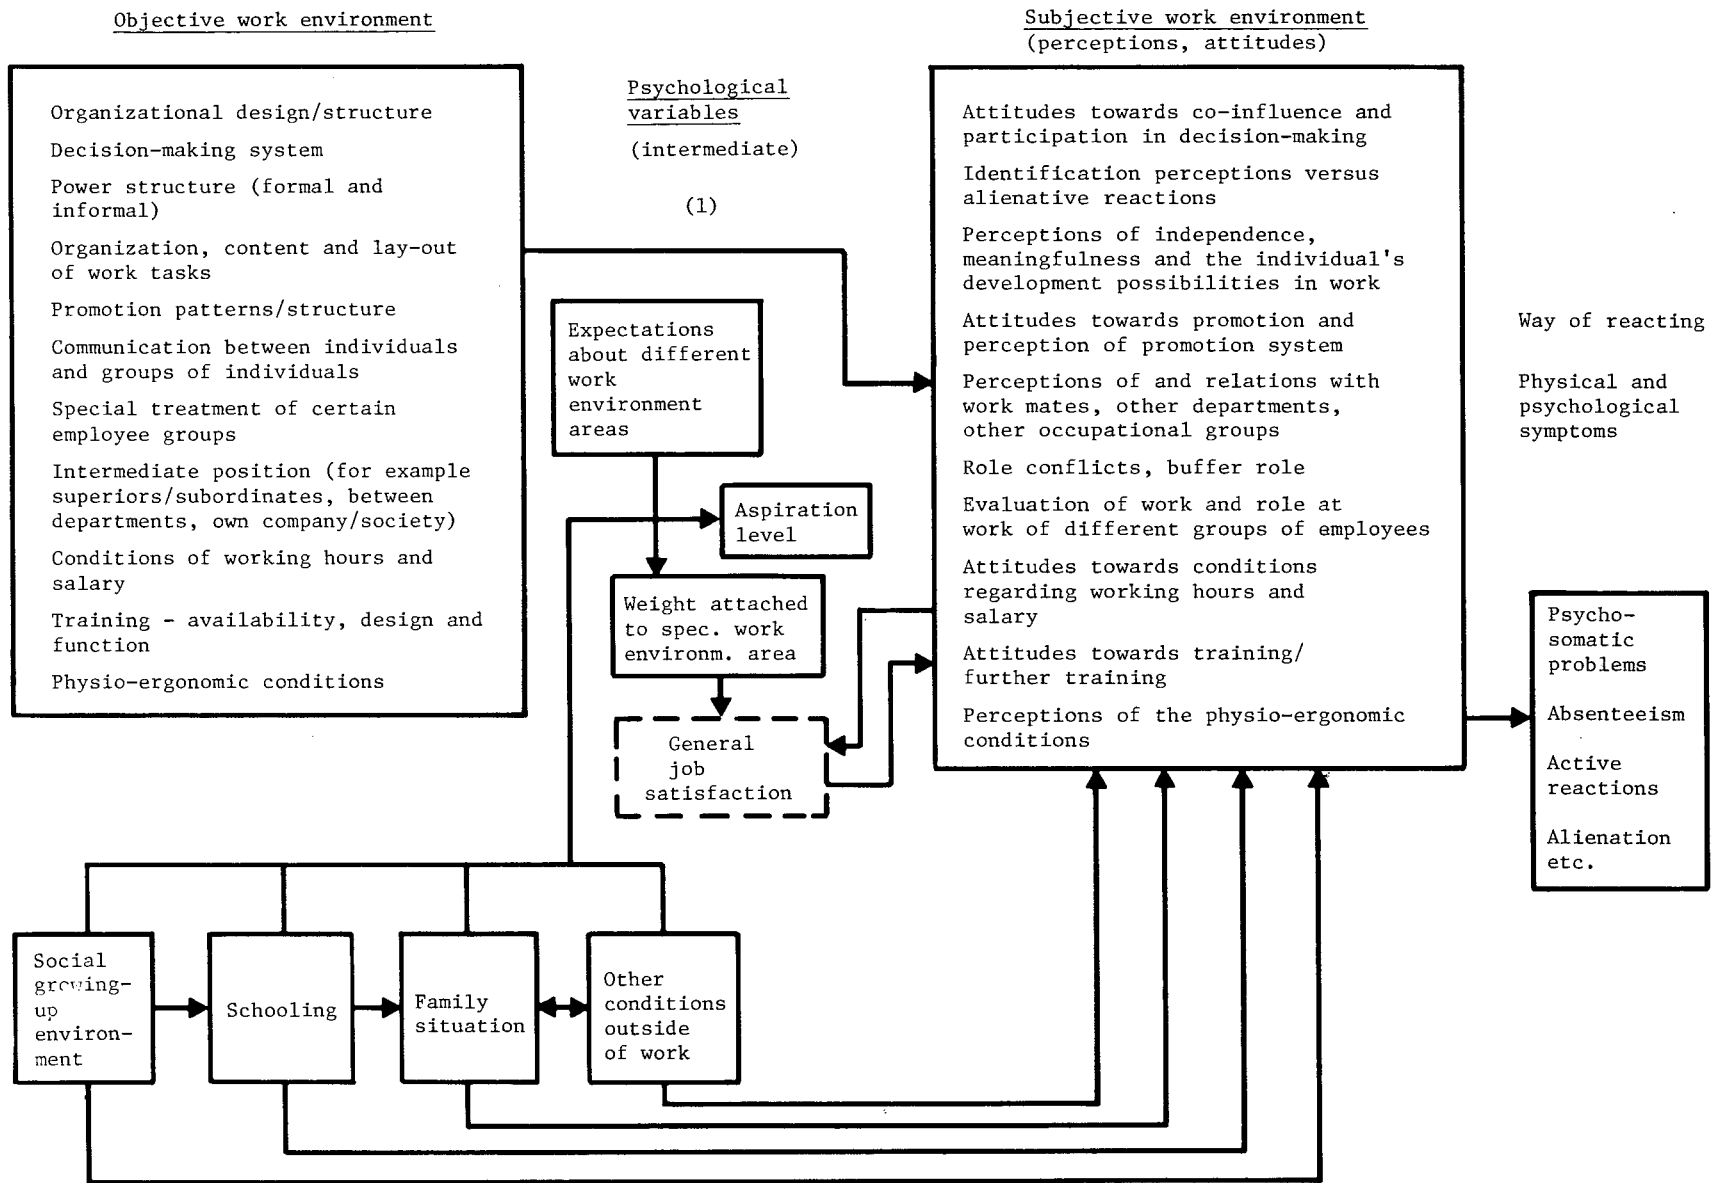 Objective work environment
Organizational design/structure
Decision-making system
Power structure (formal and
informal)
Organization, content and lay-out
of work tasks
Promotion patterns/structure
Communication between individuals
and groups of individuals
Special treatment of certain
employee groups
Intermediate position (for example
superiors/subordinates, between
departments, own company/society)
Conditions of working hours and
salary
Training - availability, design and
function
Physio-ergonomic conditions
Psychological
variables
(intermediate)
(1)
Expectations
about different
work
environment
areas
Aspiration
level
Weight attached
to spec. work
environm. area
General
job
satisfaction
Subjective work environment
(perceptions, attitudes)
Attitudes towards co-influence and
participation in decision-making
Identification perceptions versus
alienative reactions
Perceptions of independence,
meaningfulness and the individual's
development possibilities in work
Attitudes towards promotion and
perception of promotion system
Perceptions of and relations with
work mates, other departments,
other occupational groups
Role conflicts, buffer role
Evaluation of work and role at
work of different groups of employees
Attitudes towards conditions
regarding working hours and
salary
Attitudes towards training/
further training
Perceptions of the physio-ergonomic
conditions
Way of reacting
Physical and
psychological
symptoms
Psycho-
somatic
problems
Absenteeism
Active
reactions
Alienation
etc.
Social
growing-
up
environ-
ment
Schooling
Family
situation
Other
conditions
outside
of work